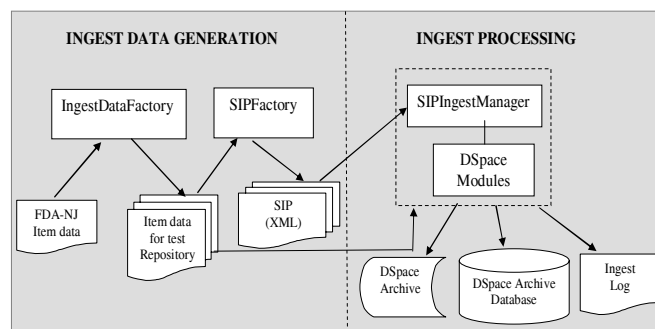 INGEST DATA GENERATION
INGEST PROCESSING
IngestDataFactory
SIPFactory
SIPIngestManager
DSpace
Modules
FDA-NJ
Item data
Item data
for test
Repository
SIP
(XML)
DSpace
Archive
DSpace Archive
Database
Ingest
Log